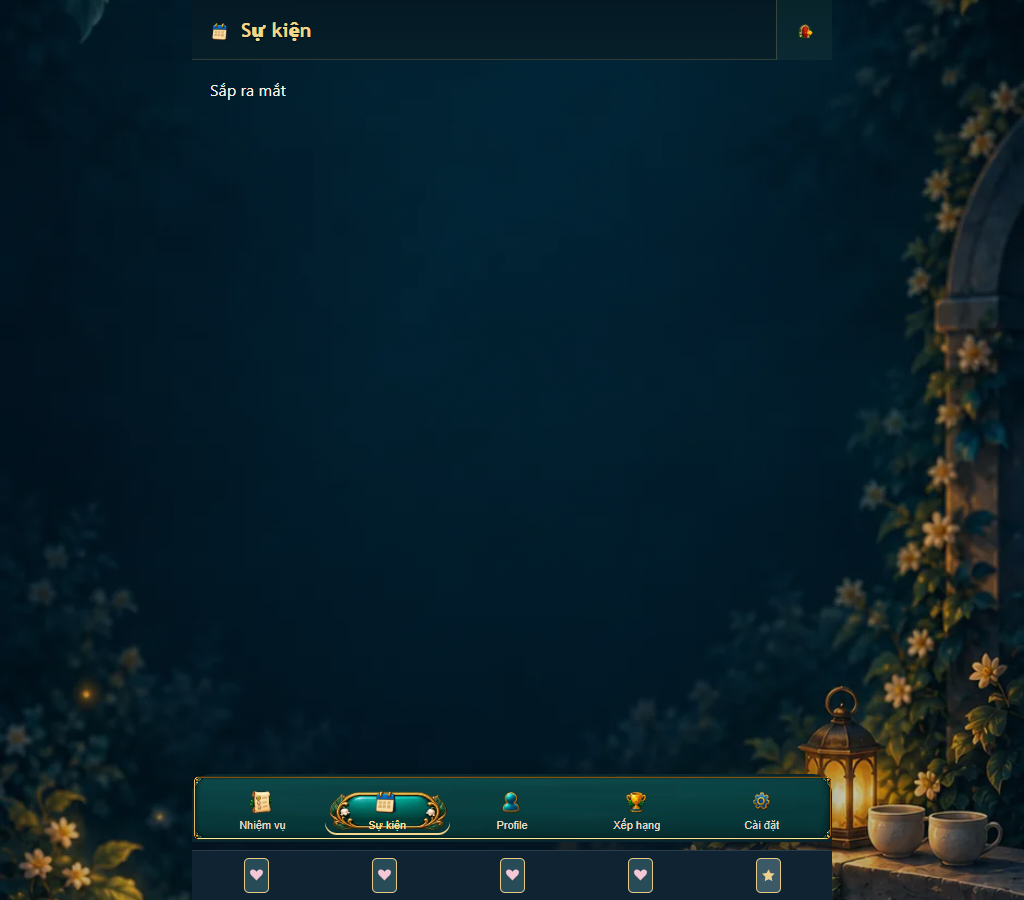 Sự kiện
Sắp ra mắt
Nhiệm vụ
Sự kiện
Profile
Xếp hạng
Cài đặt